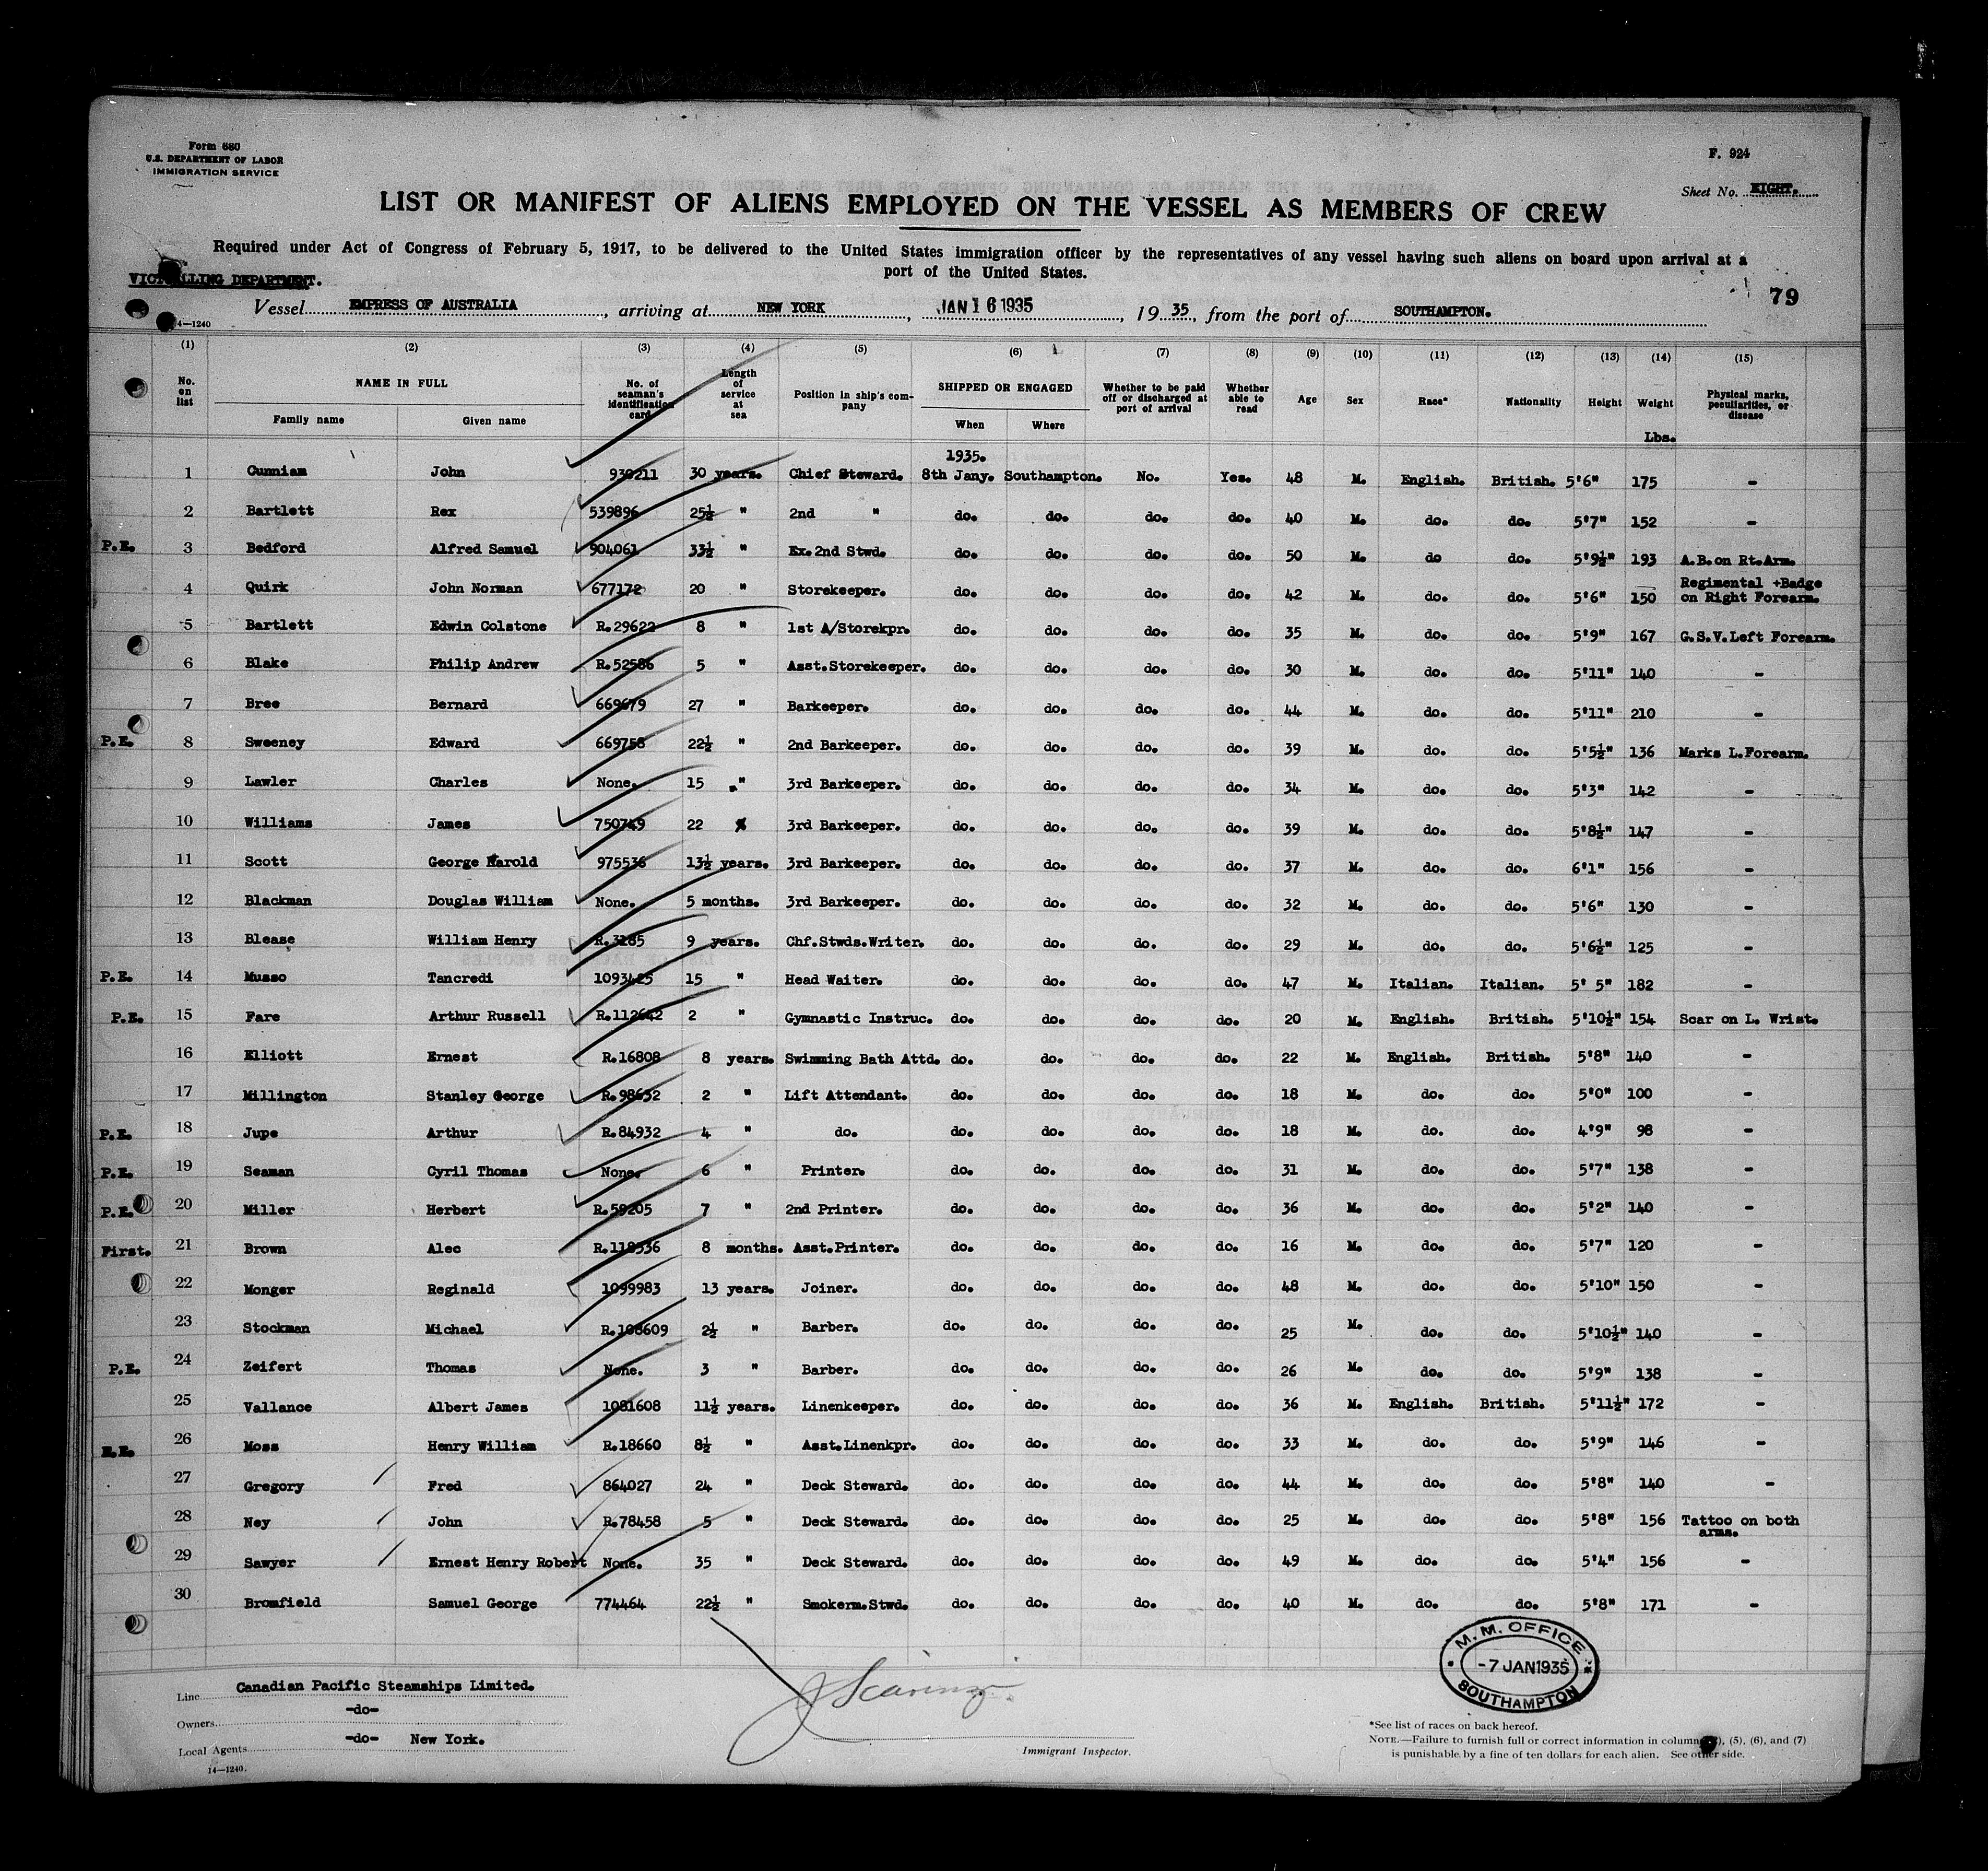 Form 680
U.S. DEPARTMENT OF LABOR
IMMIGRATION SERVICE
F. 924
Sheet No. EIGHT.
LIST OR MANIFEST OF ALIENS EMPLOYED ON THE VESSEL AS MEMBERS OF CREW
Required under Act of Congress of February 5, 1917, to be delivered to the United States immigration officer by the representatives of any vessel having such aliens on board upon arrival at a
port of the United States.
VICTUALLING DEPARTMENT.
79
Vessel EMPRESS OF AUSTRALIA, arriving at NEW YORK, JAN 16 1935, 19 35, from the port of SOUTHAMPTON.
14—1240
(1) (2) (3) (4) (5) (6) (7) (8) (9) (10) (11) (12) (13) (14) (15)
No. on list NAME IN FULL Family name Given name No. of seaman's identification card Length of service at sea Position in ship's company SHIPPED OR ENGAGED When Where Whether to be paid off or discharged at port of arrival Whether able to read Age Sex Race* Nationality Height Weight Physical marks, peculiarities, or disease
Lbs.
1935.
1 Cunniam John 930211 30 years. Chief Steward. 8th Jany. Southampton. No. Yes. 48 M. English. British. 5'6" 175 -
2 Bartlett Rex 539896 25½ " 2nd " do. do. do. do. 40 M. do. do. 5'7" 152 -
P.E. 3 Bedford Alfred Samuel 904061 33½ " Ex.2nd Stwd. do. do. do. do. 50 M. do do. 5'9½" 193 A.B.on Rt.Arm.
4 Quirk John Norman 677172 20 " Storekeeper. do. do. do. do. 42 M. do. do. 5'6" 150 Regimental +Badge
on Right Forearm.
5 Bartlett Edwin Colstone R.29622 8 " 1st A/Storekpr. do. do. do. do. 35 M. do. do. 5'9" 167 G.S.V.Left Forearm.
6 Blake Philip Andrew R.52586 5 " Asst.Storekeeper. do. do. do. do. 30 M. do. do. 5'11" 140 -
7 Bree Bernard 669679 27 " Barkeeper. do. do. do. do. 44 M. do. do. 5'11" 210 -
P.E. 8 Sweeney Edward 669758 22½ " 2nd Barkeeper. do. do. do. do. 39 M. do. do. 5'5½" 136 Marks L.Forearm.
9 Lawler Charles None. 15 " 3rd Barkeeper. do. do. do. do. 34 M. do. do. 5'3" 142 -
10 Williams James 750749 22 3rd Barkeeper. do. do. do. do. 39 M. do. do. 5'8½" 147 -
11 Scott George Harold 975536 13½ years. 3rd Barkeeper. do. do. do. do. 37 M. do. do. 6'1" 156 -
12 Blackman Douglas William None. 5 months. 3rd Barkeeper. do. do. do. do. 32 M. do. do. 5'6" 130 -
13 Blease William Henry R.3185 9 years. Chf.Stwds.Writer. do. do. do. do. 29 M. do. do. 5'6½" 125 -
P.E. 14 Musso Tancredi 1093425 15 " Head Waiter. do. do. do. do. 47 M. Italian. Italian. 5' 5" 182 -
P.E. 15 Fare Arthur Russell R.112642 2 " Gymnastic Instruc. do. do. do. do. 20 M. English. British. 5'10½" 154 Scar on L. Wrist.
16 Elliott Ernest R.16808 8 years. Swimming Bath Attd. do. do. do. do. 22 M. English. British. 5'8" 140 -
17 Millington Stanley George R.98632 2 " Lift Attendant. do. do. do. do. 18 M. do. do. 5'0" 100 -
P.E. 18 Jupe Arthur R.84932 4 " do. do. do. do. do. 18 M. do. do. 4'9" 98 -
P.E. 19 Seaman Cyril Thomas None. 6 " Printer. do. do. do. do. 31 M. do. do. 5'7" 138 -
P.E. 20 Miller Herbert R.59205 7 " 2nd Printer. do. do. do. do. 36 M. do. do. 5'2" 140 -
First. 21 Brown Alec R.118536 8 months. Asst.Printer. do. do. do. do. 16 M. do. do. 5'7" 120 -
22 Monger Reginald 1099983 13 years. Joiner. do. do. do. do. 48 M. do. do. 5'10" 150 -
23 Stockman Michael R.108609 2½ " Barber. do. do. do. do. 25 M. do. do. 5'10½" 140 -
P.E. 24 Zeifert Thomas None. 3 " Barber. do. do. do. do. 26 M. do. do. 5'9" 138 -
25 Vallance Albert James 1081608 11½ years. Linenkeeper. do. do. do. do. 36 M. English. British. 5'11½" 172 -
26 Moss Henry William R.18660 8½ " Asst.Linenkpr. do. do. do. do. 33 M. do. do. 5'9" 146 -
27 Gregory Fred 864027 24 " Deck Steward. do. do. do. do. 44 M. do. do. 5'8" 140 -
28 Ney John R.78458 5 " Deck Steward. do. do. do. do. 25 M. do. do. 5'8" 156 Tattoo on both
arms.
29 Sawyer Ernest Henry Robert None. 35 " Deck Steward. do. do. do. do. 49 M. do. do. 5'4" 156 -
30 Bromfield Samuel George 774464 22½ " Smokerm.Stwd. do. do. do. do. 40 M. do. do. 5'8" 171 -
M. M. OFFICE
-7 JAN 1935
SOUTHAMPTON
Line Canadian Pacific Steamships Limited.
Owners -do-
Local Agents -do- New York.
14—1240.
Immigrant Inspector.
*See list of races on back hereof.
NOTE.—Failure to furnish full or correct information in columns (5), (6), and (7)
is punishable by a fine of ten dollars for each alien. See other side.